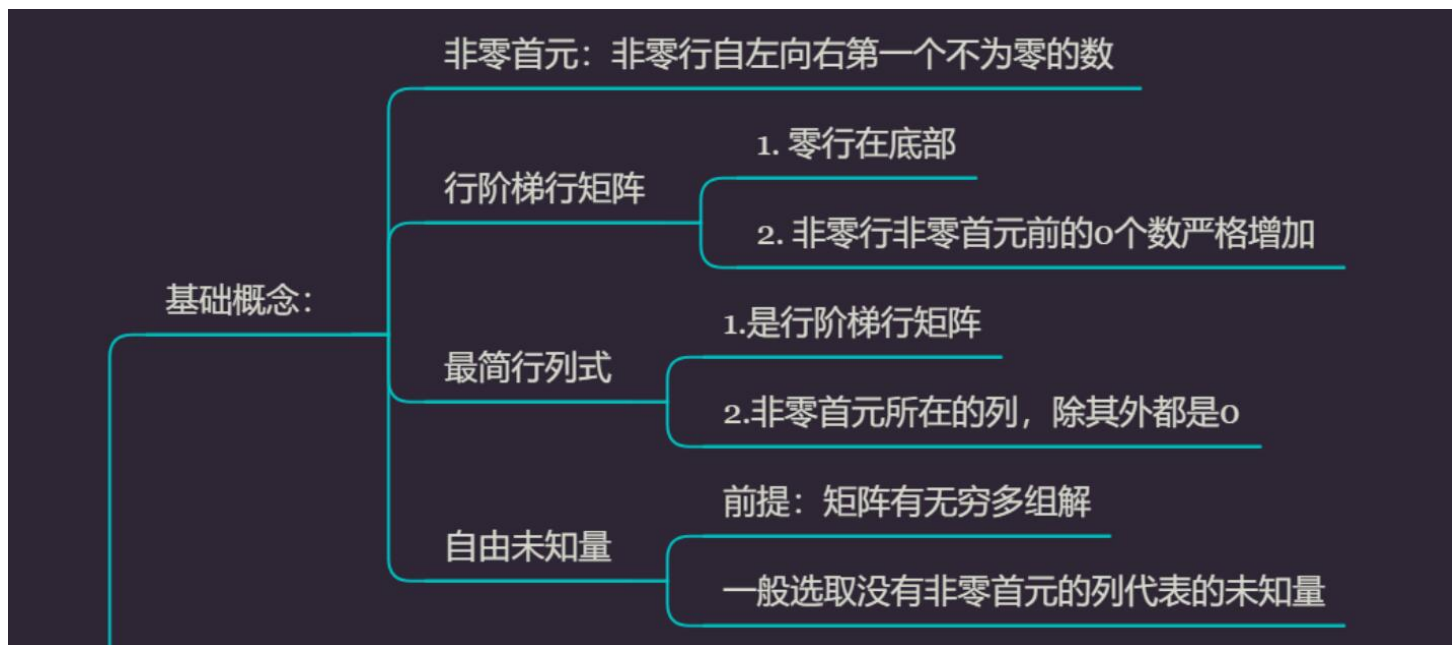 非零首元：非零行自左向右第一个不为零的数
1. 零行在底部
行阶梯行矩阵
2. 非零行非零首元前的0个数严格增加
基础概念：
1.是行阶梯行矩阵
最简行列式
2.非零首元所在的列，除其外都是0
前提：矩阵有无穷多组解
自由未知量
一般选取没有非零首元的列代表的未知量